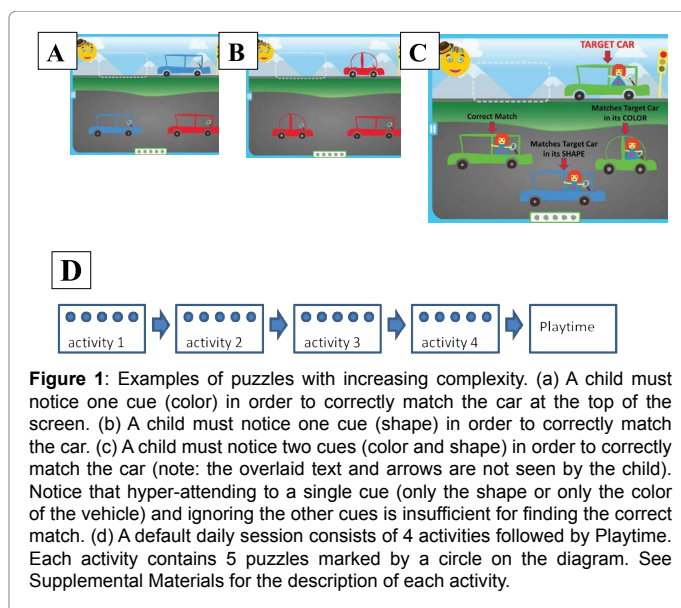 A
B
C
TARGET CAR
Correct Match
Matches Target Car
in its COLOR
Matches Target Car
in its SHAPE
D
activity 1
activity 2
activity 3
activity 4
Playtime
Figure 1: Examples of puzzles with increasing complexity. (a) A child must
notice one cue (color) in order to correctly match the car at the top of the
screen. (b) A child must notice one cue (shape) in order to correctly match
the car. (c) A child must notice two cues (color and shape) in order to correctly
match the car (note: the overlaid text and arrows are not seen by the child).
Notice that hyper-attending to a single cue (only the shape or only the color
of the vehicle) and ignoring the other cues is insufficient for finding the correct
match. (d) A default daily session consists of 4 activities followed by Playtime.
Each activity contains 5 puzzles marked by a circle on the diagram. See
Supplemental Materials for the description of each activity.